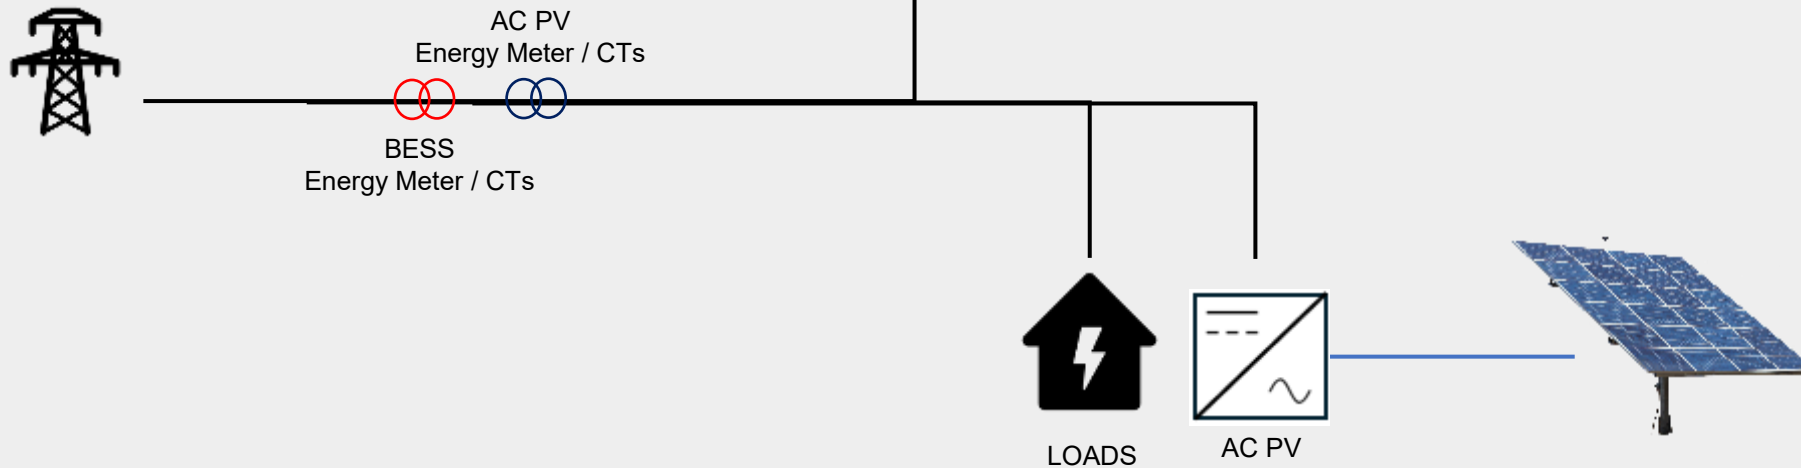 AC PV
Energy Meter / CTs
BESS
Energy Meter / CTs
LOADS
AC PV